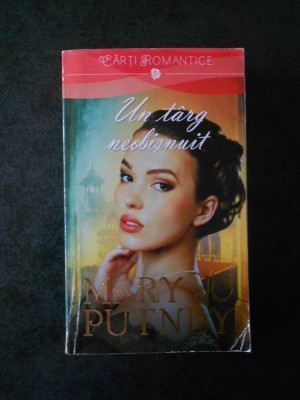 CĂRȚI ROMANTICE
Un târg
neobișnuit
MARY JO
PUTNEY